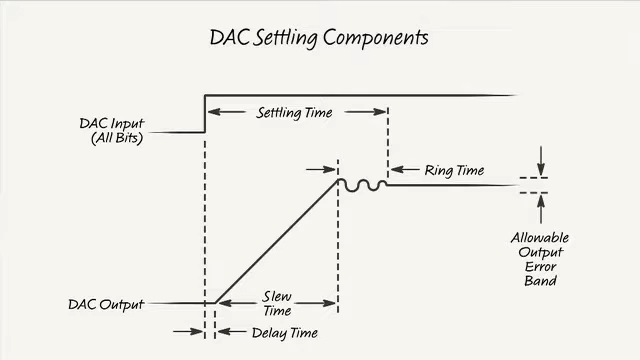 DAC Settling Components
DAC Input
(All Bits)
Settling Time
Ring Time
Allowable
Output
Error
Band
DAC Output
Slew
Time
Delay Time